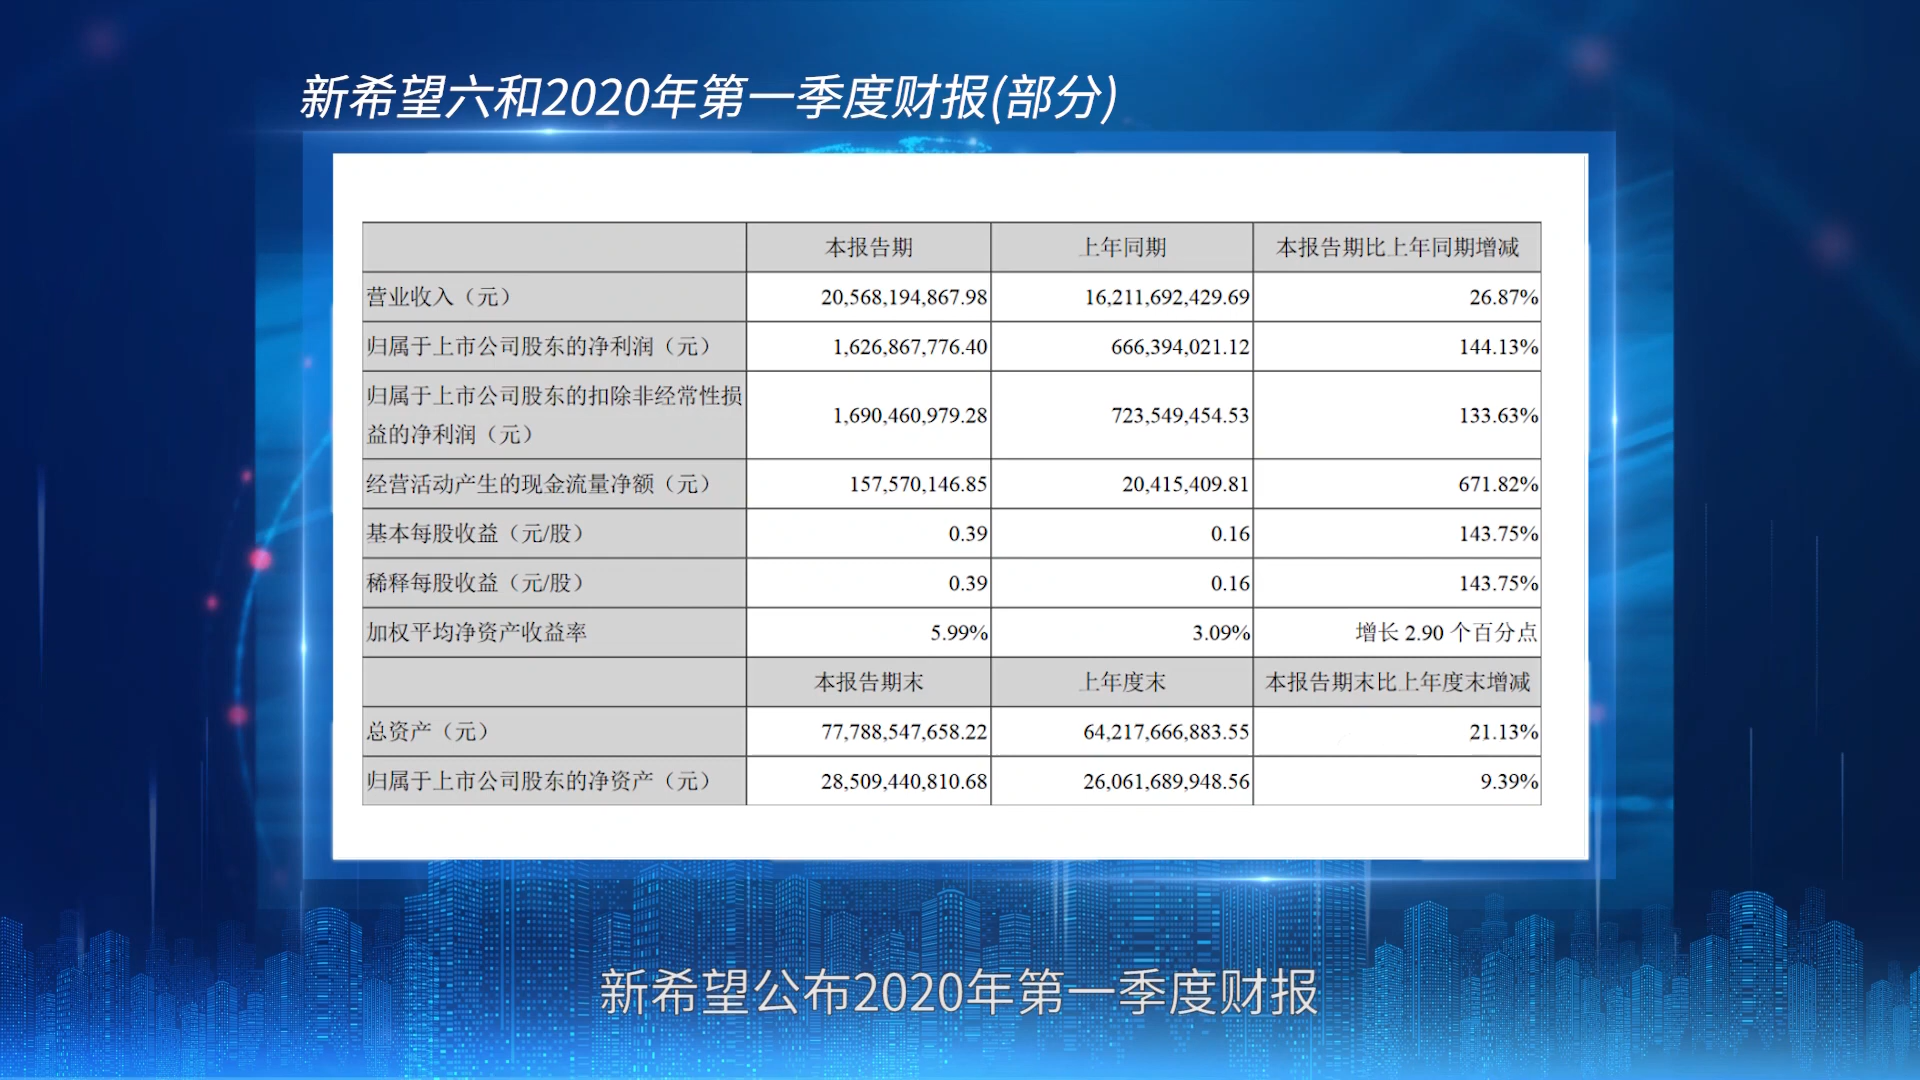 新希望六和2020年第一季度财报(部分)
本报告期 上年同期 本报告期比上年同期增减
营业收入（元） 20,568,194,867.98 16,211,692,429.69 26.87%
归属于上市公司股东的净利润（元） 1,626,867,776.40 666,394,021.12 144.13%
归属于上市公司股东的扣除非经常性损
益的净利润（元） 1,690,460,979.28 723,549,454.53 133.63%
经营活动产生的现金流量净额（元） 157,570,146.85 20,415,409.81 671.82%
基本每股收益（元/股） 0.39 0.16 143.75%
稀释每股收益（元/股） 0.39 0.16 143.75%
加权平均净资产收益率 5.99% 3.09% 增长 2.90 个百分点
本报告期末 上年度末 本报告期末比上年度末增减
总资产（元） 77,788,547,658.22 64,217,666,883.55 21.13%
归属于上市公司股东的净资产（元） 28,509,440,810.68 26,061,689,948.56 9.39%
新希望公布2020年第一季度财报